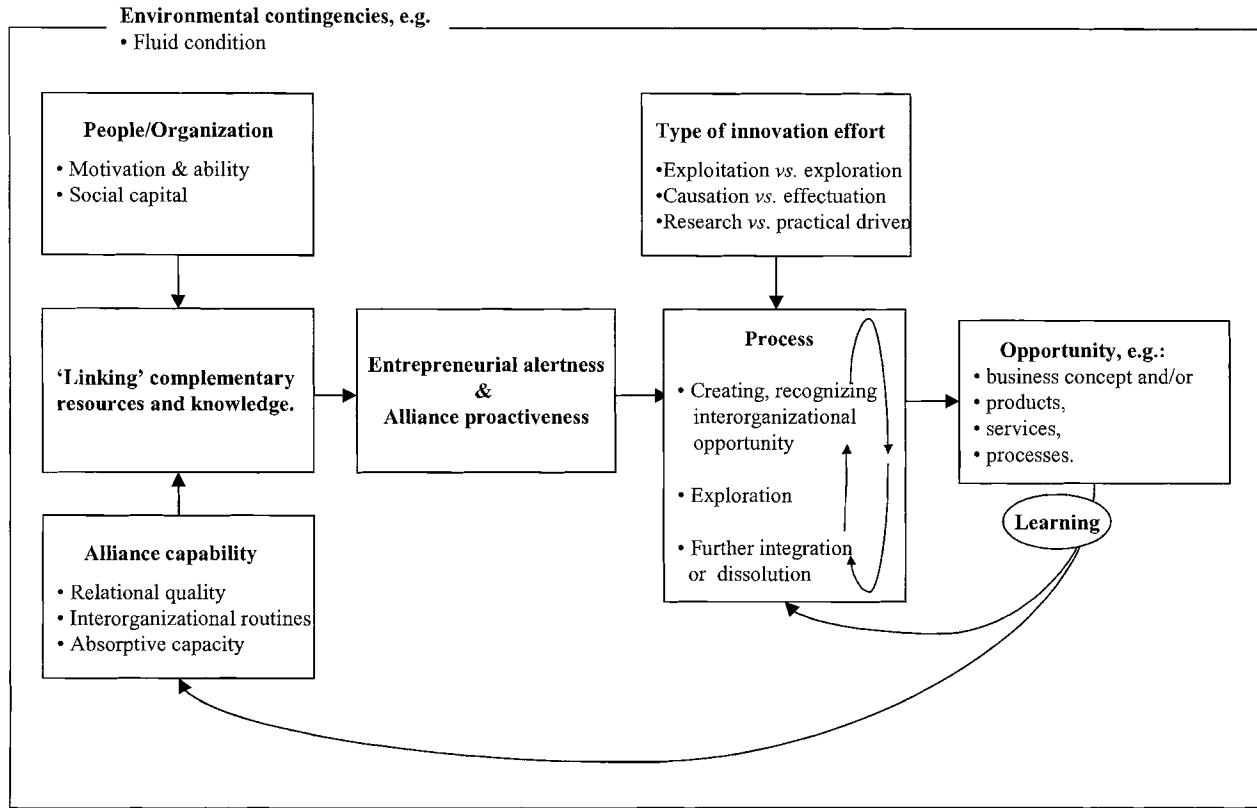 Environmental contingencies, e.g.
• Fluid condition
People/Organization
• Motivation & ability
• Social capital
Type of innovation effort
•Exploitation vs. exploration
•Causation vs. effectuation
•Research vs. practical driven
‘Linking’ complementary
resources and knowledge.
Entrepreneurial alertness
&
Alliance proactiveness
Process
• Creating, recognizing
interorganizational
opportunity
• Exploration
• Further integration
or dissolution
Opportunity, e.g.:
• business concept and/or
• products,
• services,
• processes.
Learning
Alliance capability
• Relational quality
• Interorganizational routines
• Absorptive capacity